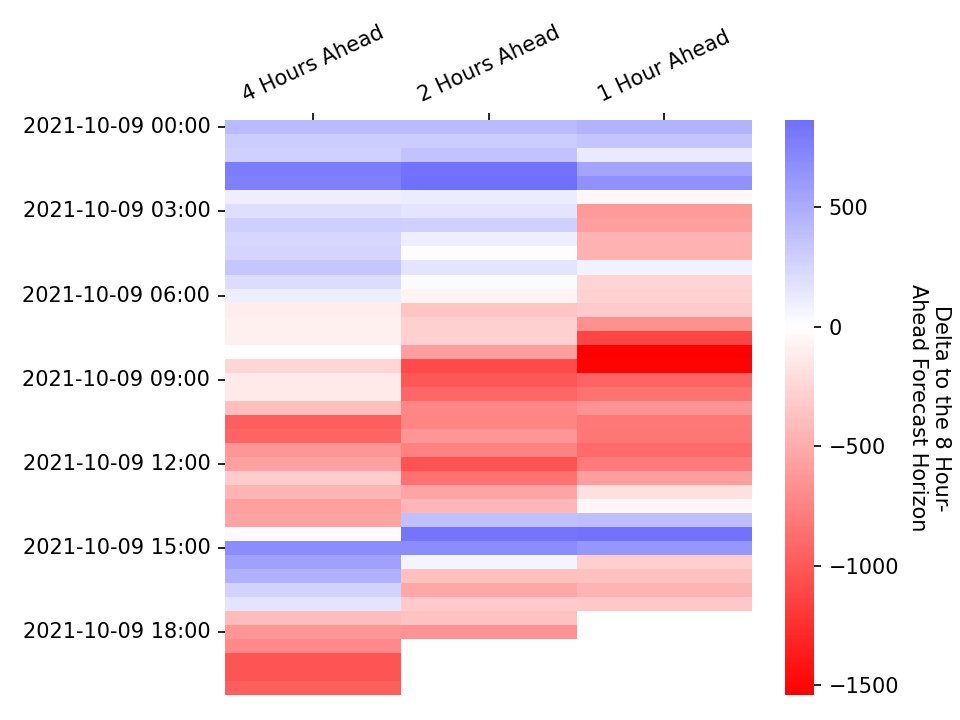 4 Hours Ahead
2 Hours Ahead
1 Hour Ahead
2021-10-09 00:00
2021-10-09 03:00
2021-10-09 06:00
2021-10-09 09:00
2021-10-09 12:00
2021-10-09 15:00
2021-10-09 18:00
500
0
−500
−1000
−1500
Delta to the 8 Hour-
Ahead Forecast Horizon